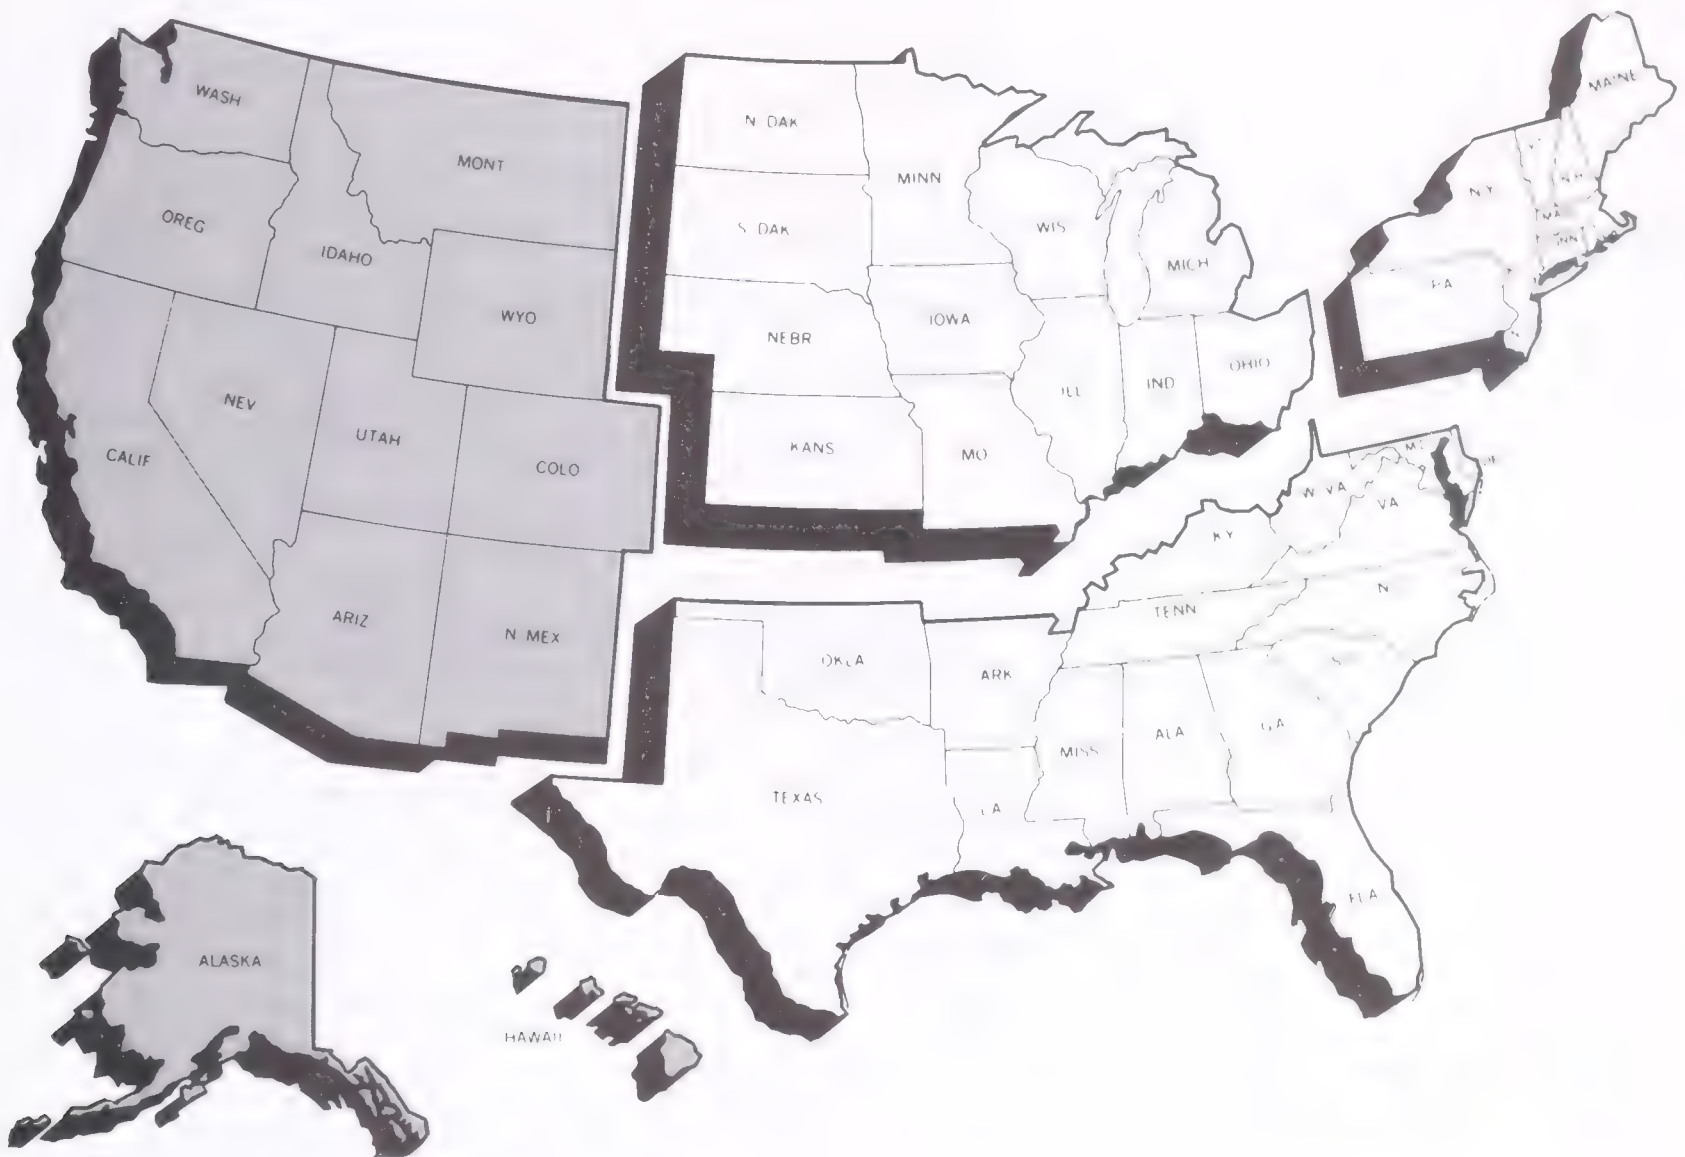 WASH
MONT
OREG
IDAHO
WYO
NEV
UTAH
CALIF
COLO
ARIZ
N MEX
ALASKA
HAWAII
N DAK
MINN
S DAK
WIS
MICH
NEBR
IOWA
ILL
IND
OHIO
KANS
MO
MAINE
N Y
N H
MA
PA
W VA
VA
KY
TENN
N
S
OKLA
ARK
TEXAS
LA
MISS
ALA
GA
FLA